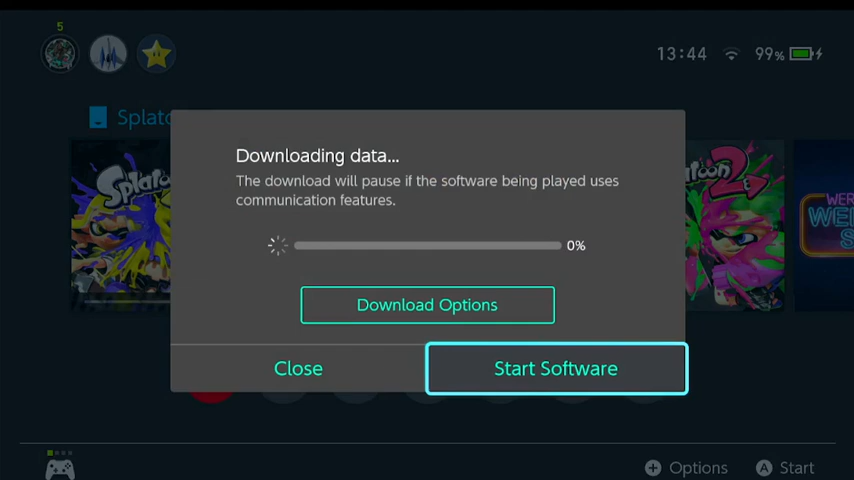 5
13:44
99%
Splato
Downloading data...
The download will pause if the software being played uses
communication features.
0%
Download Options
Close
Start Software
Options
A Start